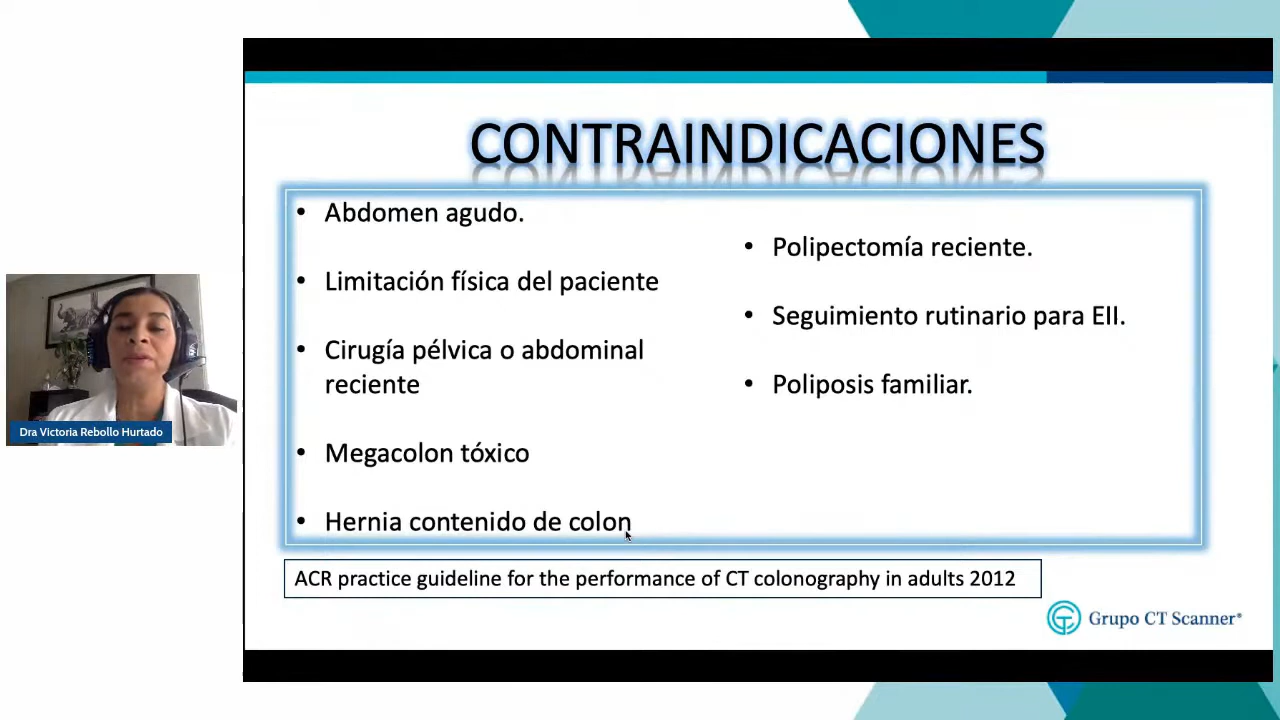 CONTRAINDICACIONES
• Abdomen agudo.
• Limitación física del paciente
• Cirugía pélvica o abdominal
reciente
• Megacolon tóxico
• Hernia contenido de colon
• Polipectomía reciente.
• Seguimiento rutinario para EII.
• Poliposis familiar.
ACR practice guideline for the performance of CT colonography in adults 2012
Grupo CT Scanner®
Dra Victoria Rebollo Hurtado